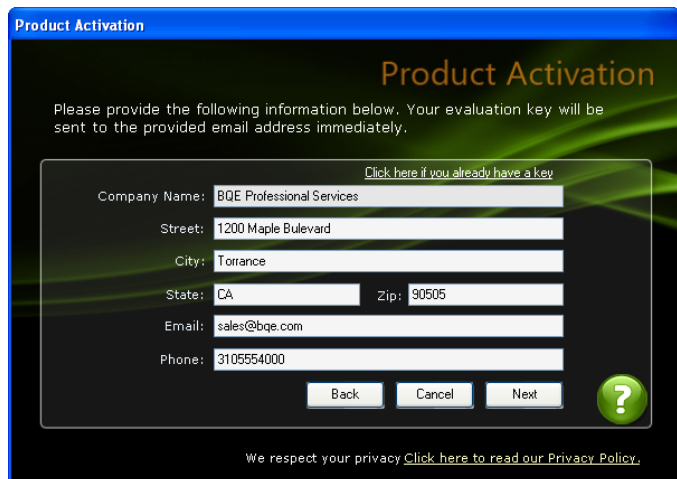 Product Activation
Product Activation
Please provide the following information below. Your evaluation key will be
sent to the provided email address immediately.
Click here if you already have a key
Company Name: BQE Professional Services
Street: 1200 Maple Bulevard
City: Torrance
State: CA Zip: 90505
Email: sales@bqe.com
Phone: 3105554000
Back Cancel Next ?
We respect your privacy Click here to read our Privacy Policy.